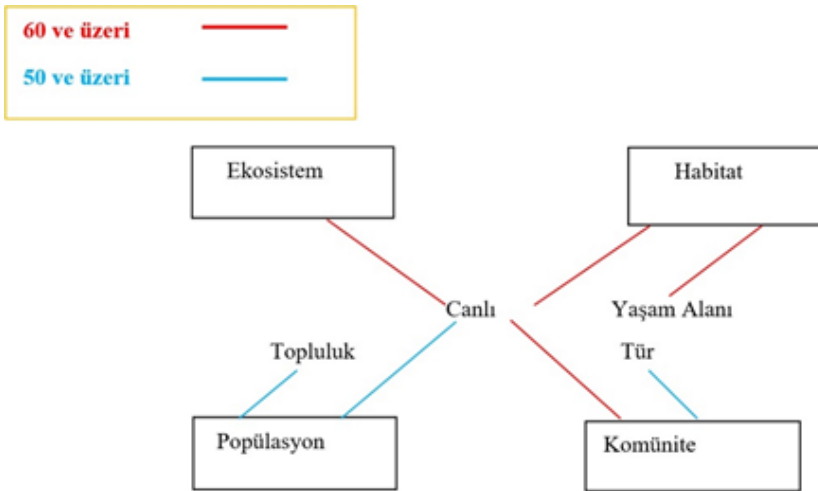 60 ve üzeri
50 ve üzeri
Ekosistem
Habitat
Canlı
Yaşam Alanı
Topluluk
Tür
Popülasyon
Komünite